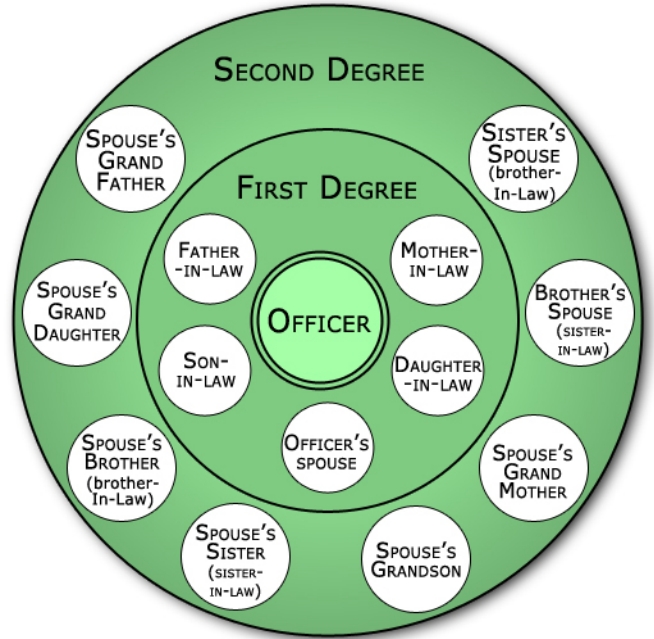 SECOND DEGREE
SPOUSE'S
GRAND
FATHER
SISTER'S
SPOUSE
(brother-
In-Law)
FIRST DEGREE
FATHER
-IN-LAW
MOTHER-
IN-LAW
SPOUSE'S
GRAND
DAUGHTER
OFFICER
BROTHER'S
SPOUSE
(SISTER-
IN-LAW)
SON-
IN-LAW
DAUGHTER
-IN-LAW
OFFICER'S
SPOUSE
SPOUSE'S
BROTHER
(brother-
In-Law)
SPOUSE'S
GRAND
MOTHER
SPOUSE'S
SISTER
(SISTER-
IN-LAW)
SPOUSE'S
GRANDSON